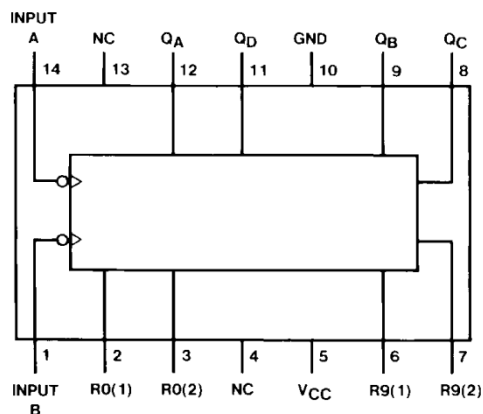 INPUT
A NC QA QD GND QB QC
14 13 12 11 10 9 8
1 2 3 4 5 6 7
INPUT R0(1) R0(2) NC VCC R9(1) R9(2)
B